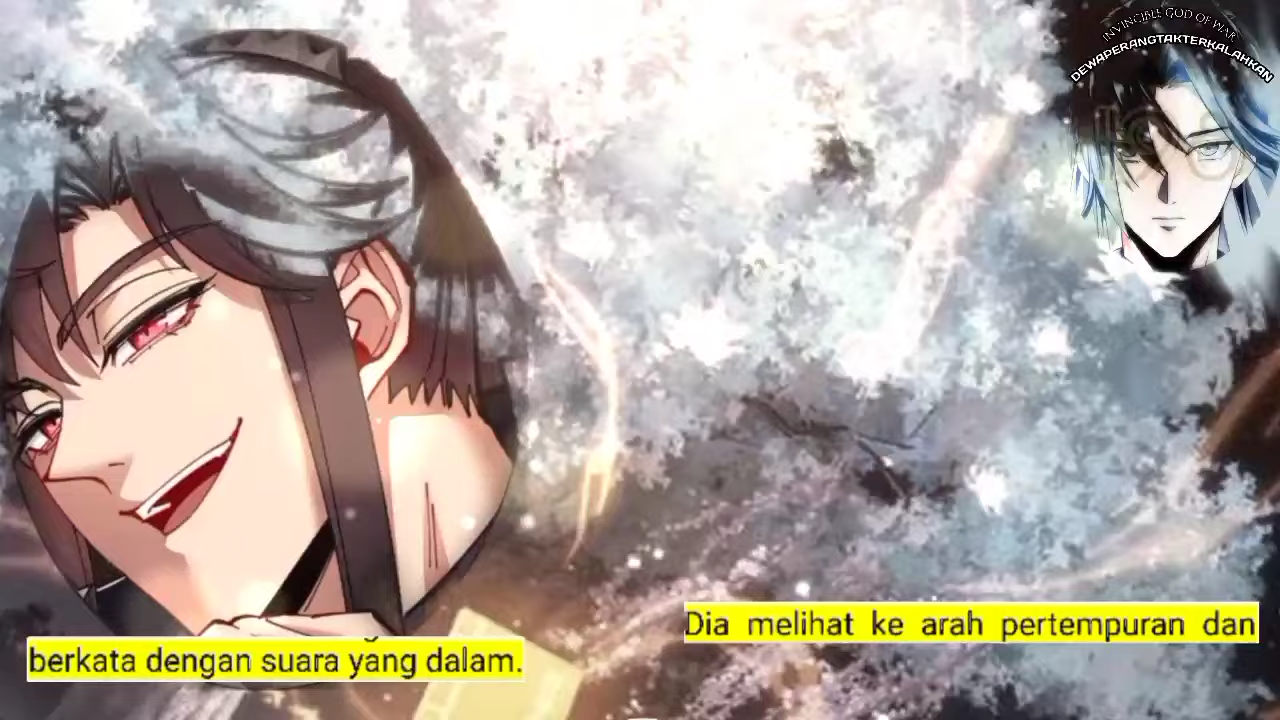 INVINCIBLE GOD OF WAR
DEWAPERANGTAKTERKALAHKAN
Dia melihat ke arah pertempuran dan
berkata dengan suara yang dalam.